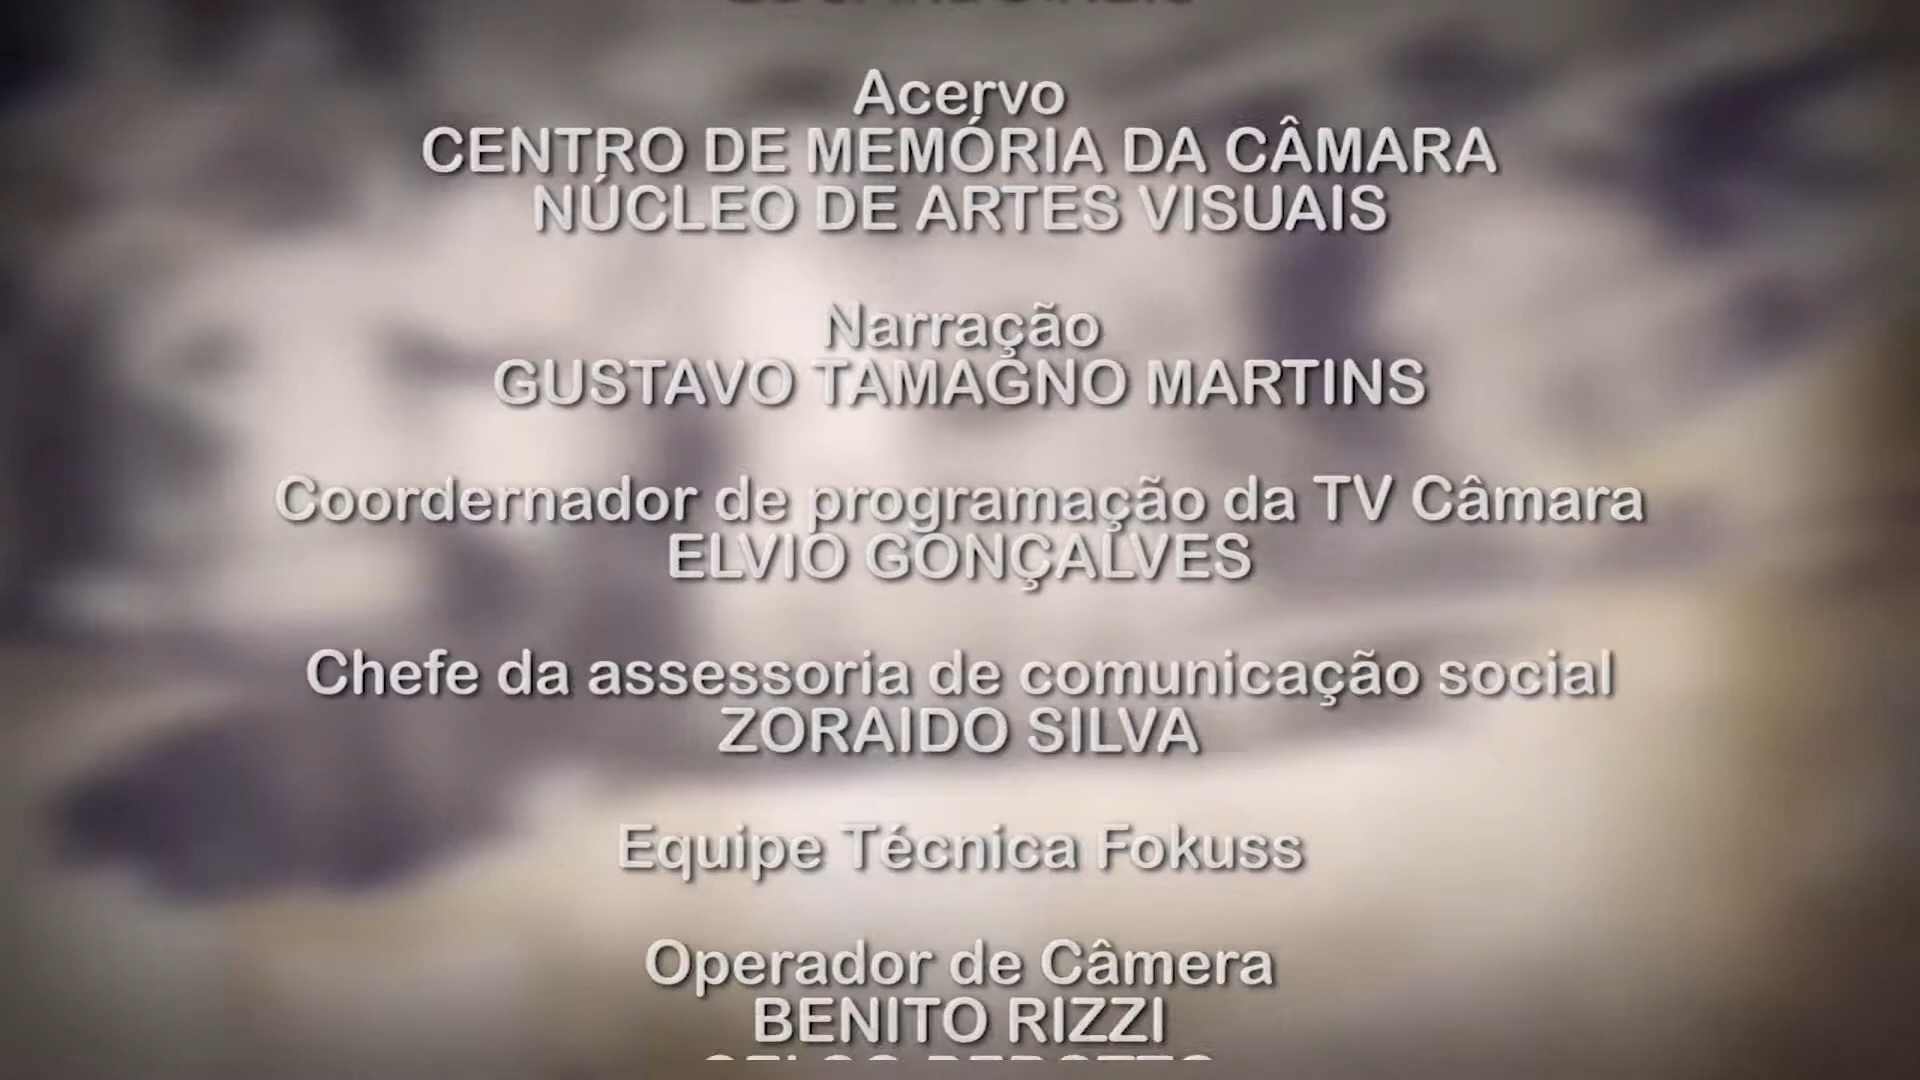 Acervo
CENTRO DE MEMÓRIA DA CÂMARA
NÚCLEO DE ARTES VISUAIS
Narração
GUSTAVO TAMAGNO MARTINS
Coordernador de programação da TV Câmara
ELVIO GONÇALVES
Chefe da assessoria de comunicação social
ZORAIDO SILVA
Equipe Técnica Fokuss
Operador de Câmera
BENITO RIZZI